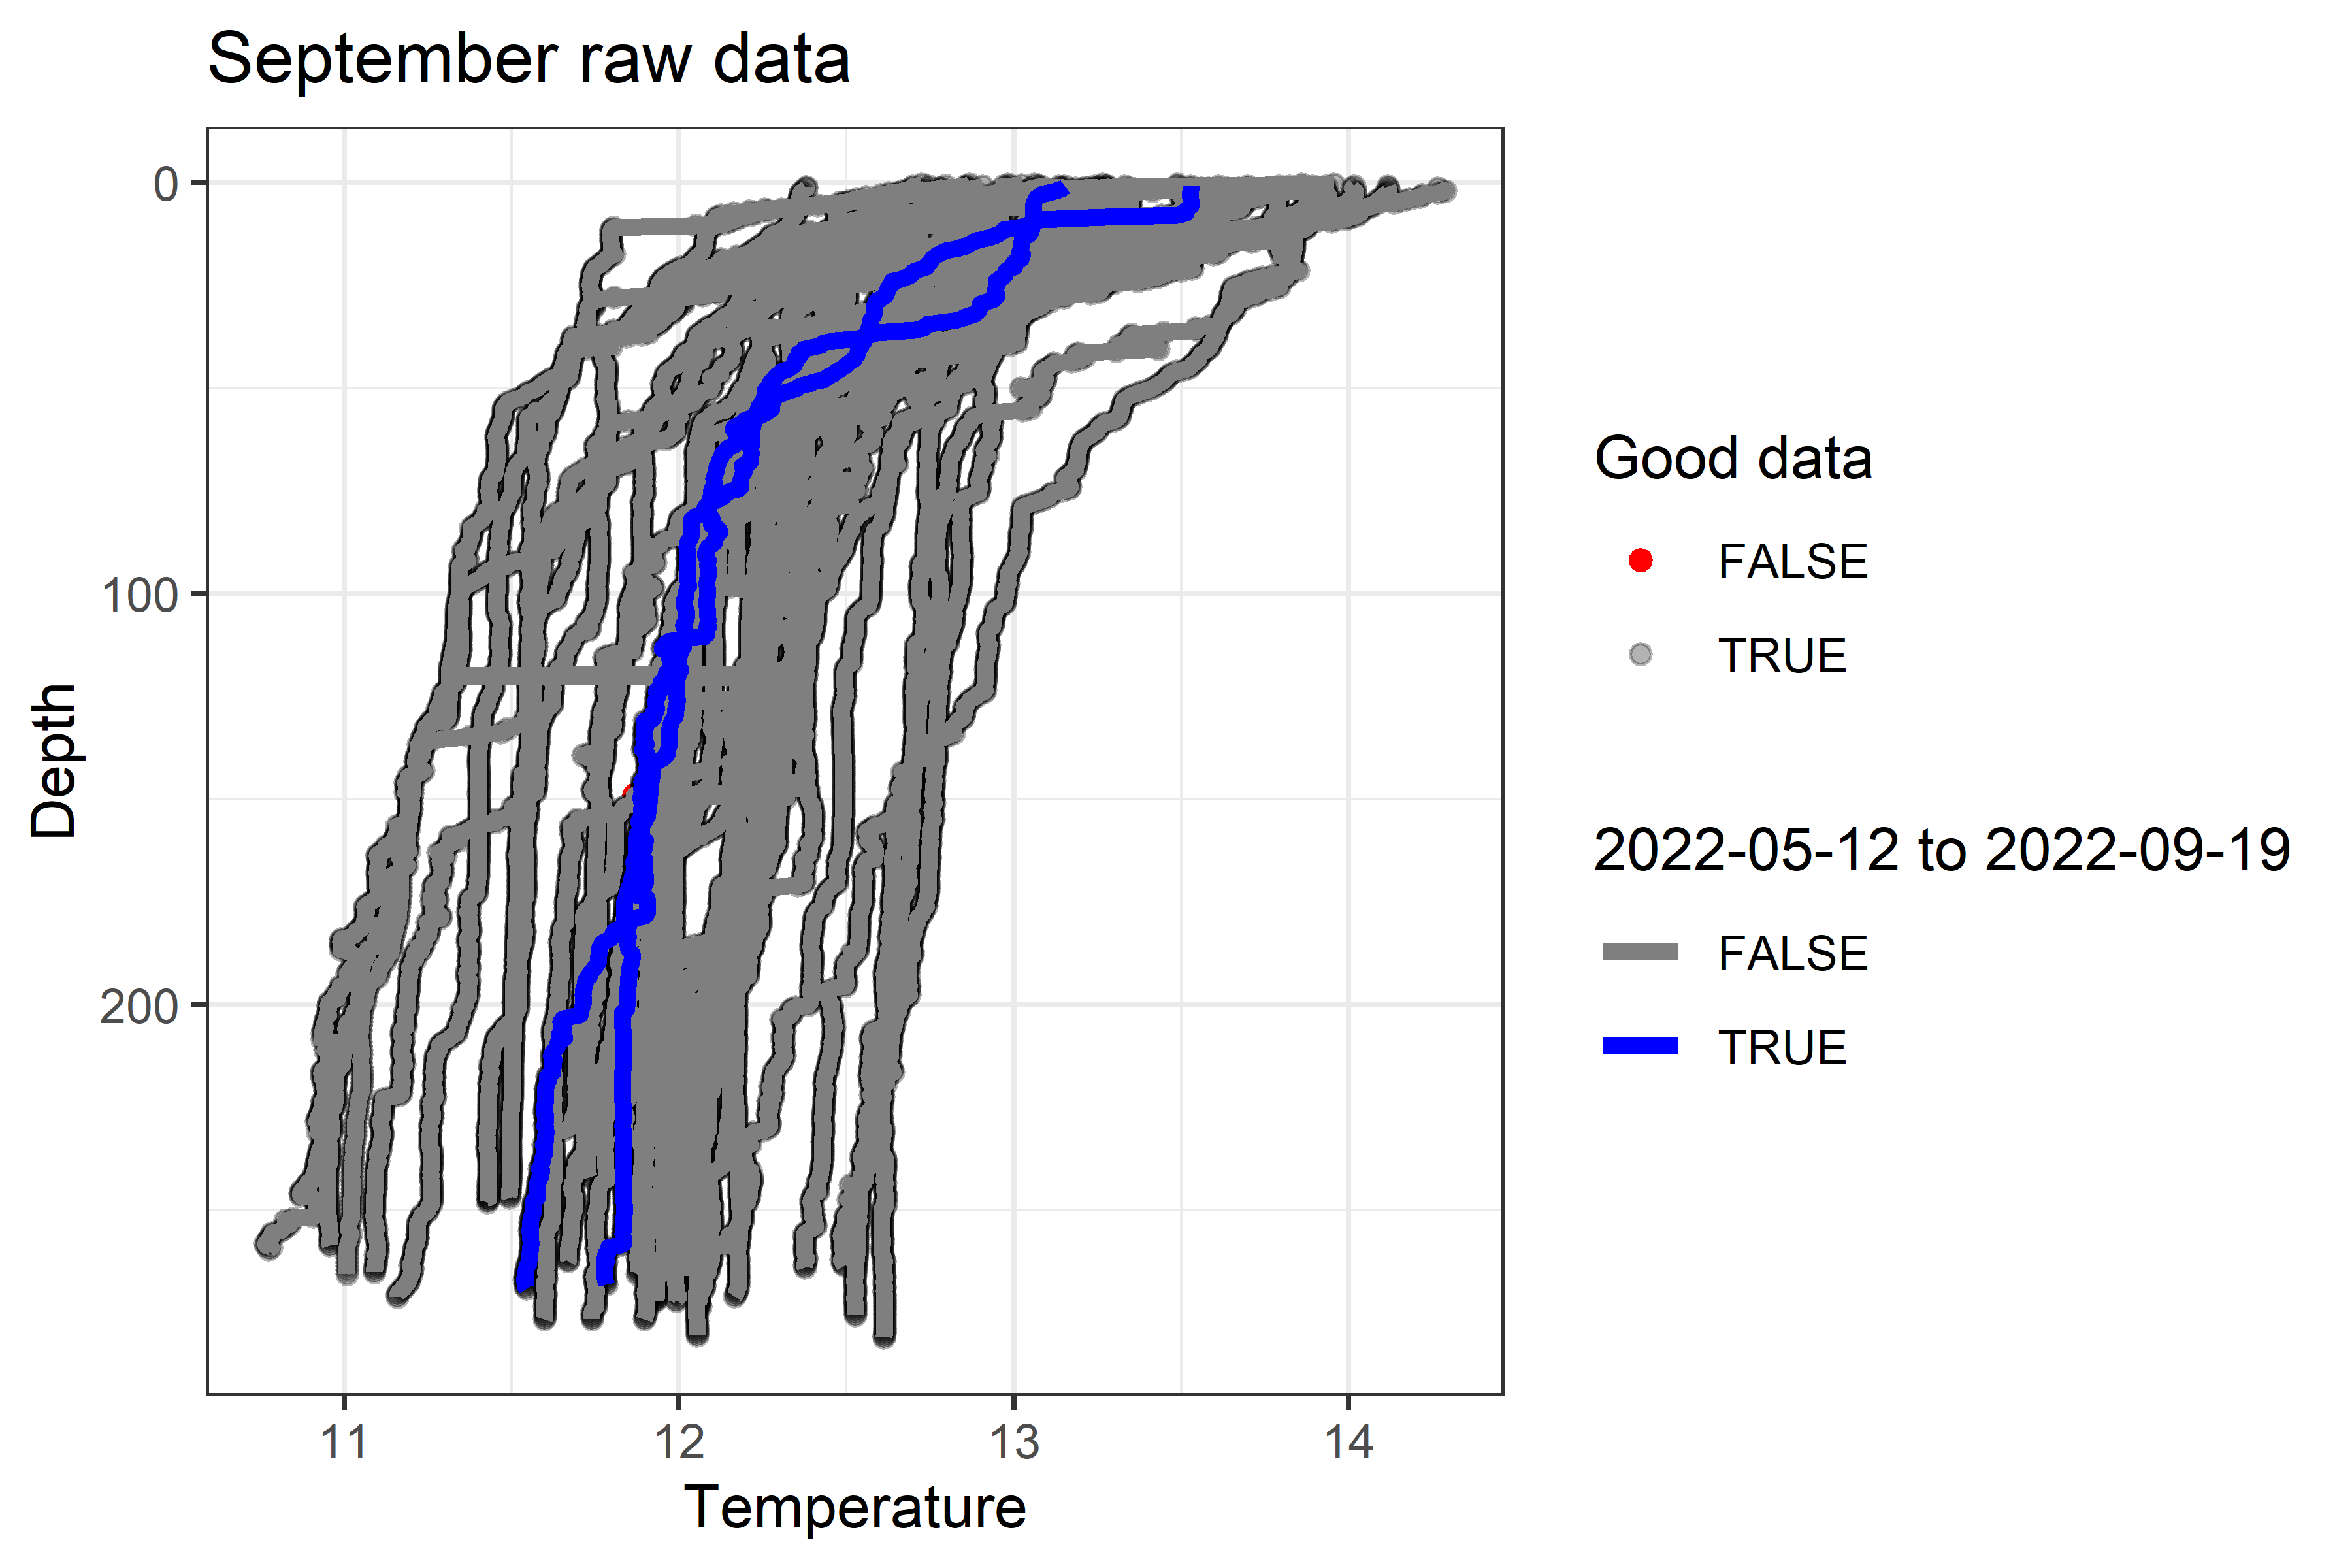 September raw data
0
100
200
Depth
11
12
13
14
Temperature
Good data
FALSE
TRUE
2022-05-12 to 2022-09-19
FALSE
TRUE